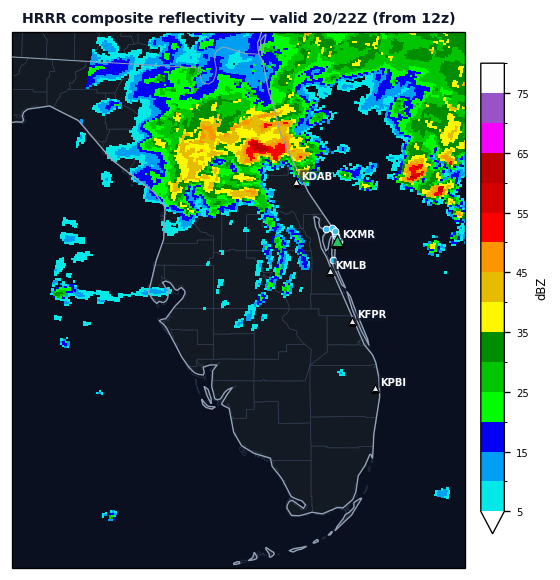 HRRR composite reflectivity — valid 20/22Z (from 12z)
75
65
55
45
35
25
15
5
dBZ
KDAB
KXMR
KMLB
KFPR
KPBI